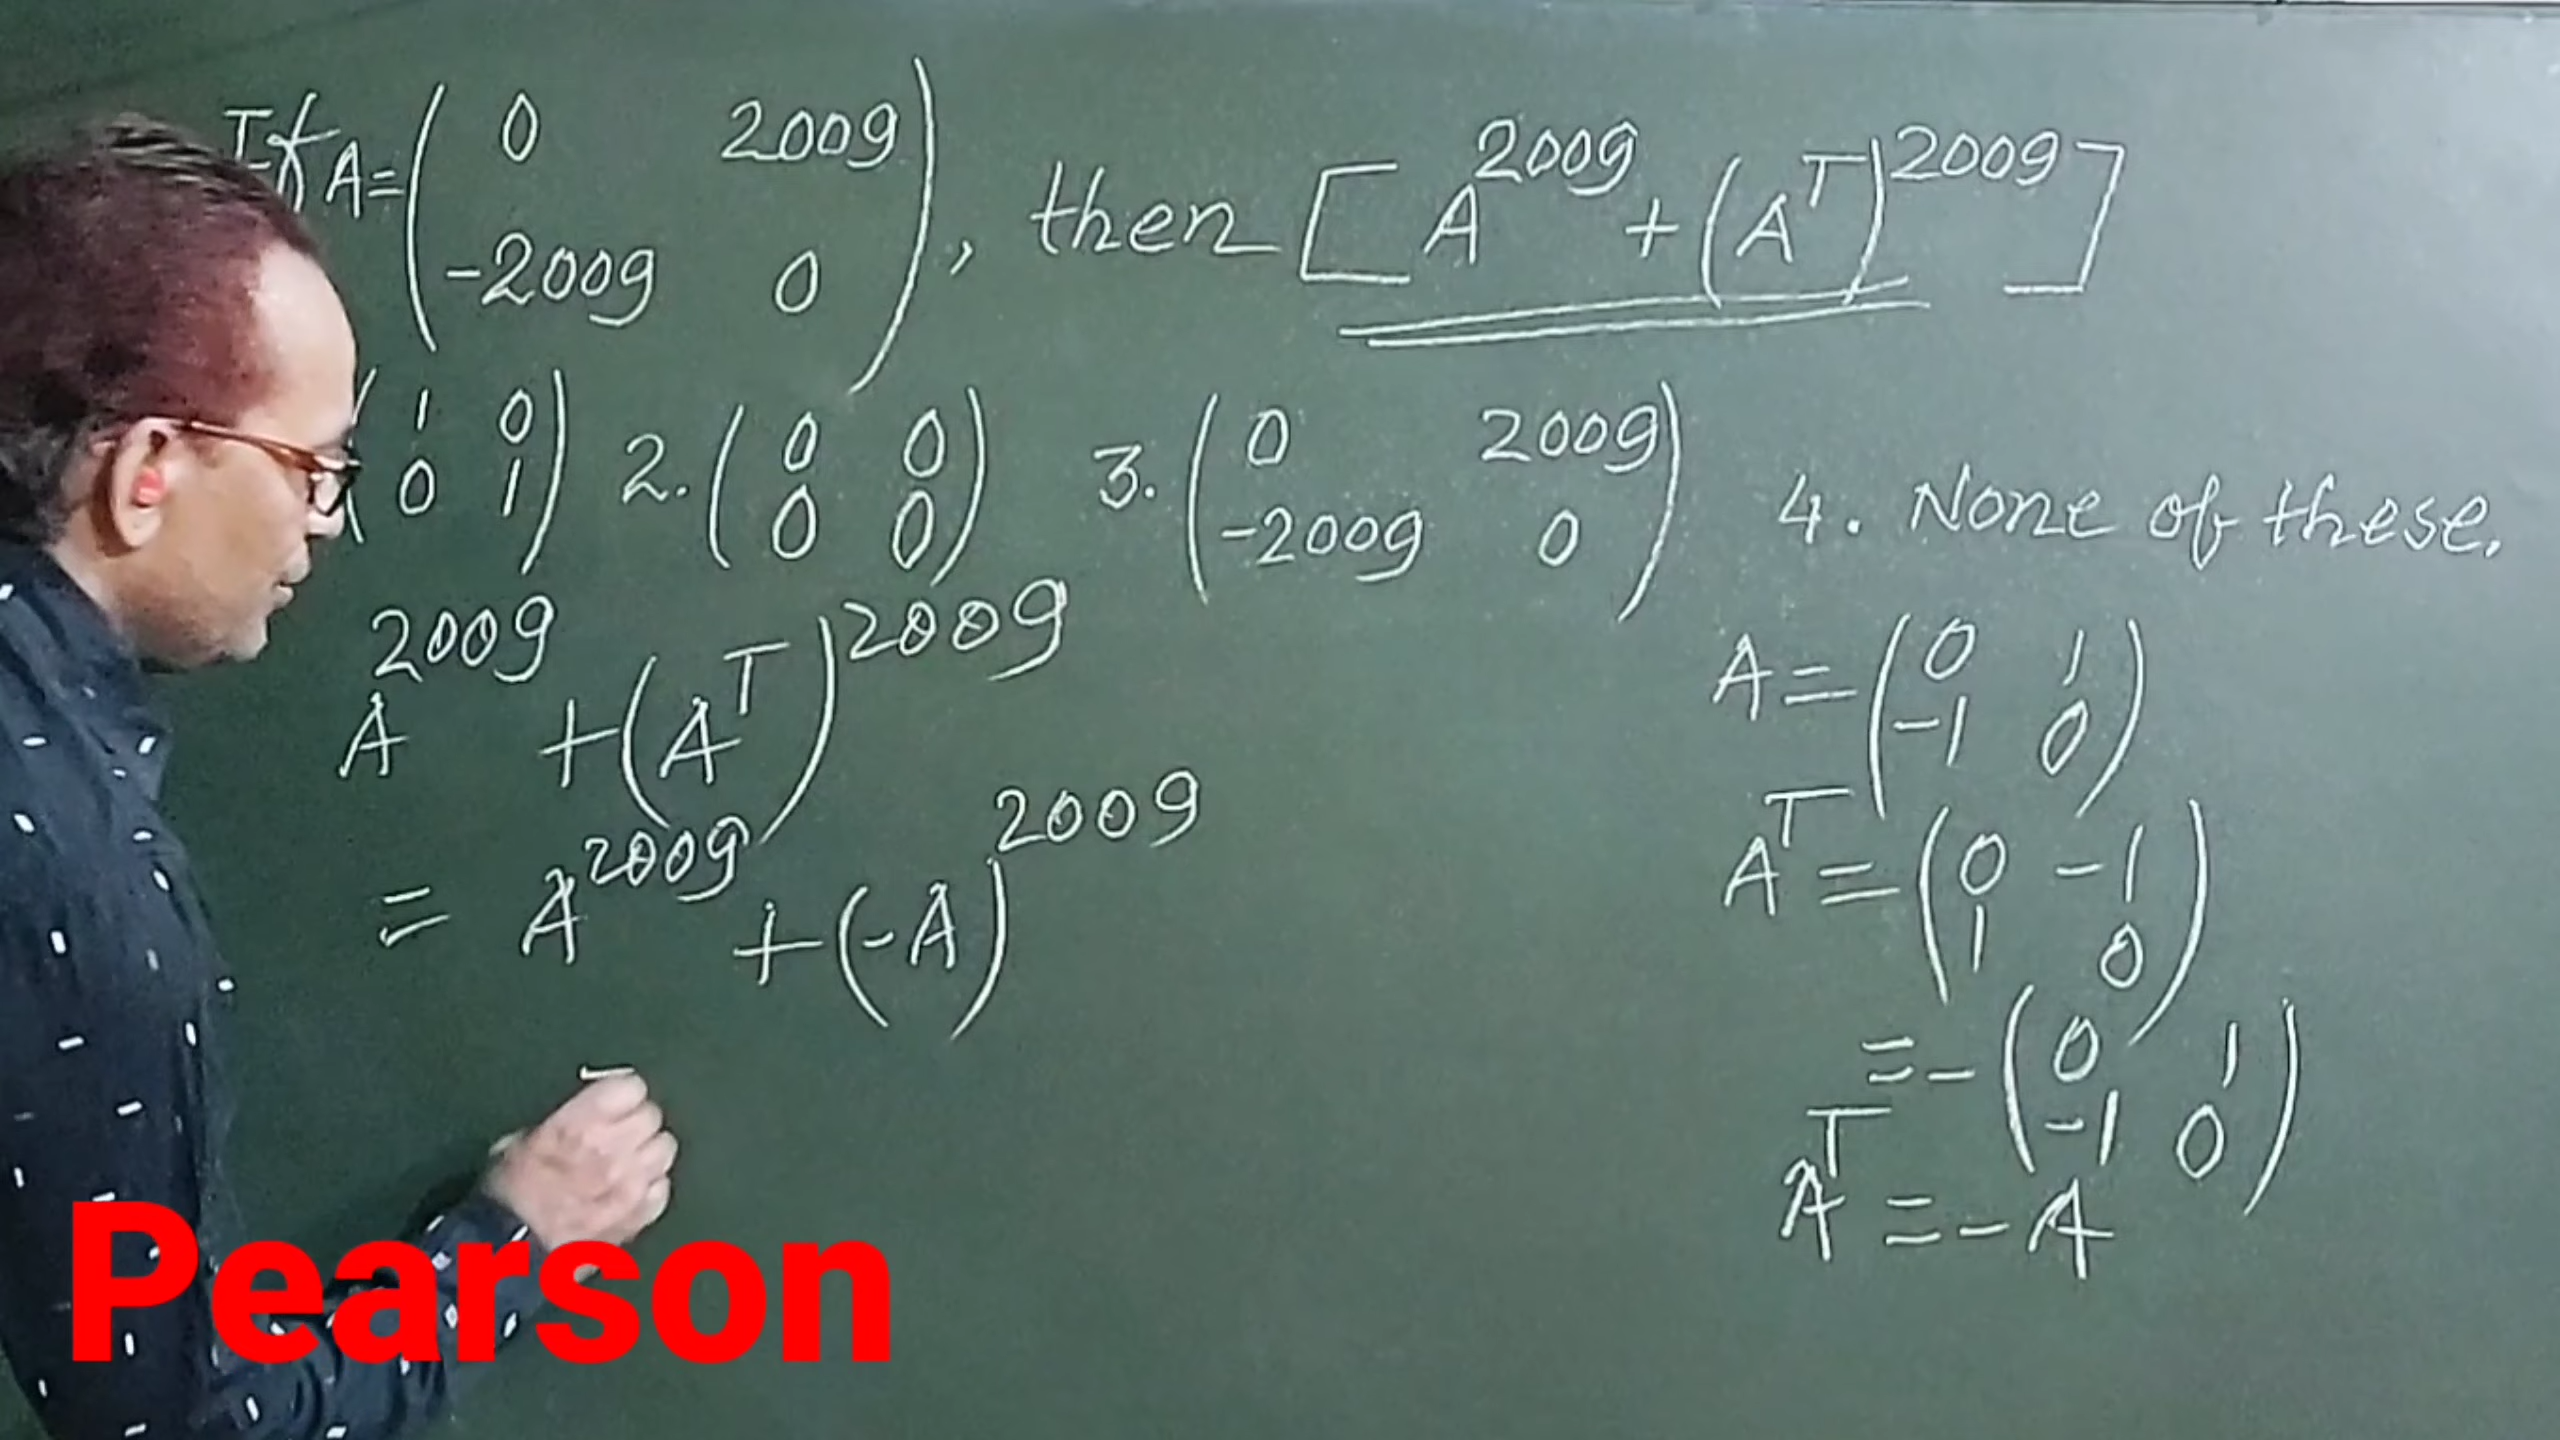 If A = ( 0 2009 -2009 0 ), then [ A^2009 + (A^T)^2009 ]
( 1 0 0 1 ) 2. ( 0 0 0 0 ) 3. ( 0 2009 -2009 0 ) 4. None of these.
A^2009 + (A^T)^2009
= A^2009 + (-A)^2009
A = ( 0 1 -1 0 )
A^T = ( 0 -1 1 0 )
= - ( 0 1 -1 0 )
A^T = - A
Pearson